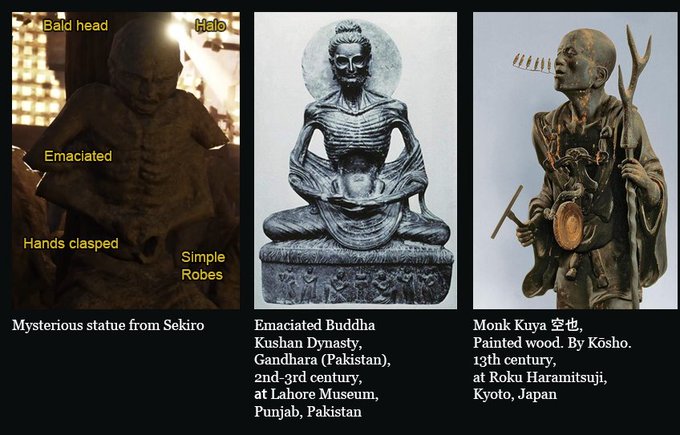 Bald head
Halo
Emaciated
Hands clasped
Simple
Robes
Mysterious statue from Sekiro
Emaciated Buddha
Kushan Dynasty,
Gandhara (Pakistan),
2nd-3rd century,
at Lahore Museum,
Punjab, Pakistan
Monk Kuya 空也,
Painted wood. By Kōsho.
13th century,
at Roku Haramitsuji,
Kyoto, Japan